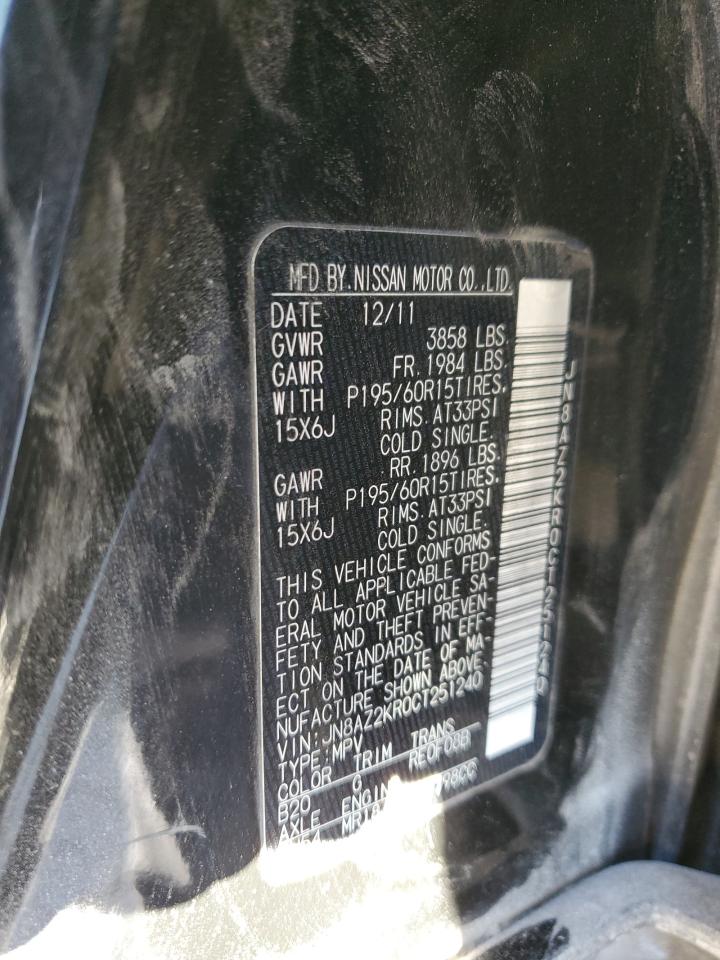 MFD BY.NISSAN MOTOR CO.,LTD.
DATE 12/11
GVWR 3858 LBS.
GAWR FR. 1984 LBS.
WITH P195/60R15TIRES.
15X6J RIMS. AT33PSI
COLD SINGLE.
GAWR RR. 1896 LBS.
WITH P195/60R15TIRES.
15X6J RIMS. AT33PSI
COLD SINGLE.
THIS VEHICLE CONFORMS
TO ALL APPLICABLE FED-
ERAL MOTOR VEHICLE SA-
FETY AND THEFT PREVEN-
TION STANDARDS IN EFF-
ECT ON THE DATE OF MA-
NUFACTURE SHOWN ABOVE.
VIN:JN8AZ2KR0CT251240
TYPE:MPV
COLOR TRIM TRANS
B20 G RE0F08B
AXLE
JN8AZ2KR0CT251240